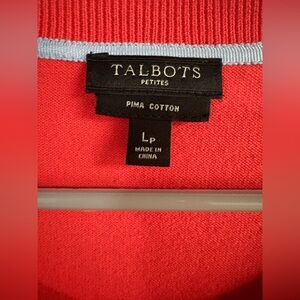 TALBOTS
PETITES
PIMA COTTON
LP
MADE IN
CHINA